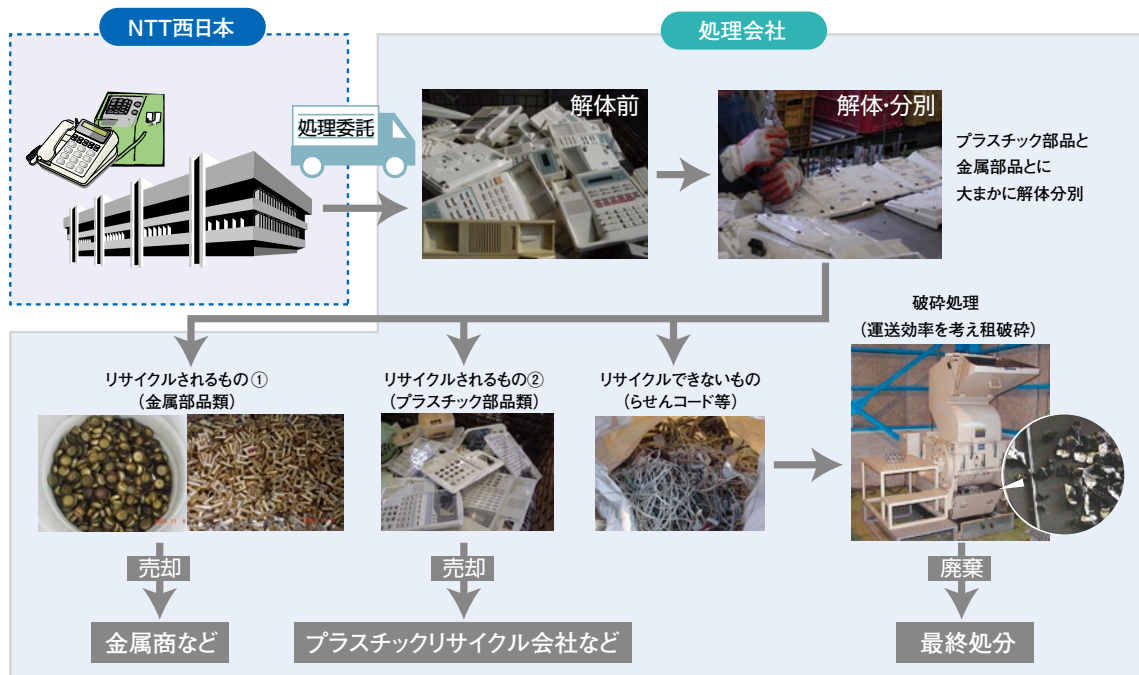 NTT西日本
処理会社
処理委託
解体前
解体・分別
プラスチック部品と
金属部品とに
大まかに解体分別
破砕処理
(運送効率を考え粗破砕)
リサイクルされるもの①
(金属部品類)
リサイクルされるもの②
(プラスチック部品類)
リサイクルできないもの
(らせんコード等)
売却
売却
廃棄
金属商など
プラスチックリサイクル会社など
最終処分